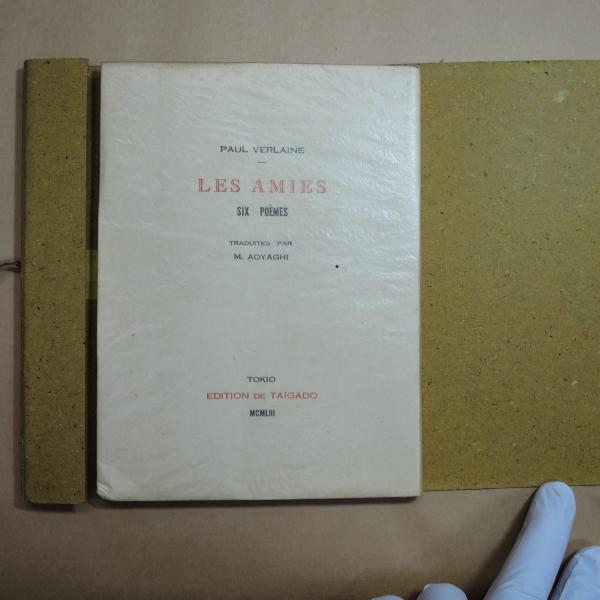 PAUL VERLAINE
LES AMIES
SIX POÈMES
TRADUITES PAR
M. AOYAGHI
TOKIO
EDITION DE TAIGADO
MCMLIII